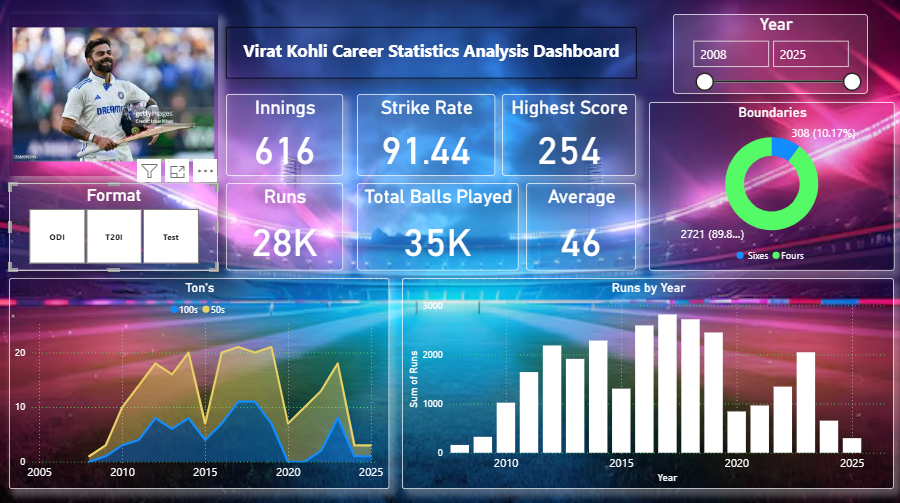 Virat Kohli Career Statistics Analysis Dashboard
Year
2008 2025
DREAM11
gettyimages
Innings
616
Strike Rate
91.44
Highest Score
254
Boundaries
308 (10.17%)
2721 (89.8...)
Sixes Fours
Format
ODI T20I Test
Runs
28K
Total Balls Played
35K
Average
46
Ton's
100s 50s
20
10
0
2005 2010 2015 2020 2025
Runs by Year
Sum of Runs
3000
2000
1000
0
2010 2015 2020 2025
Year